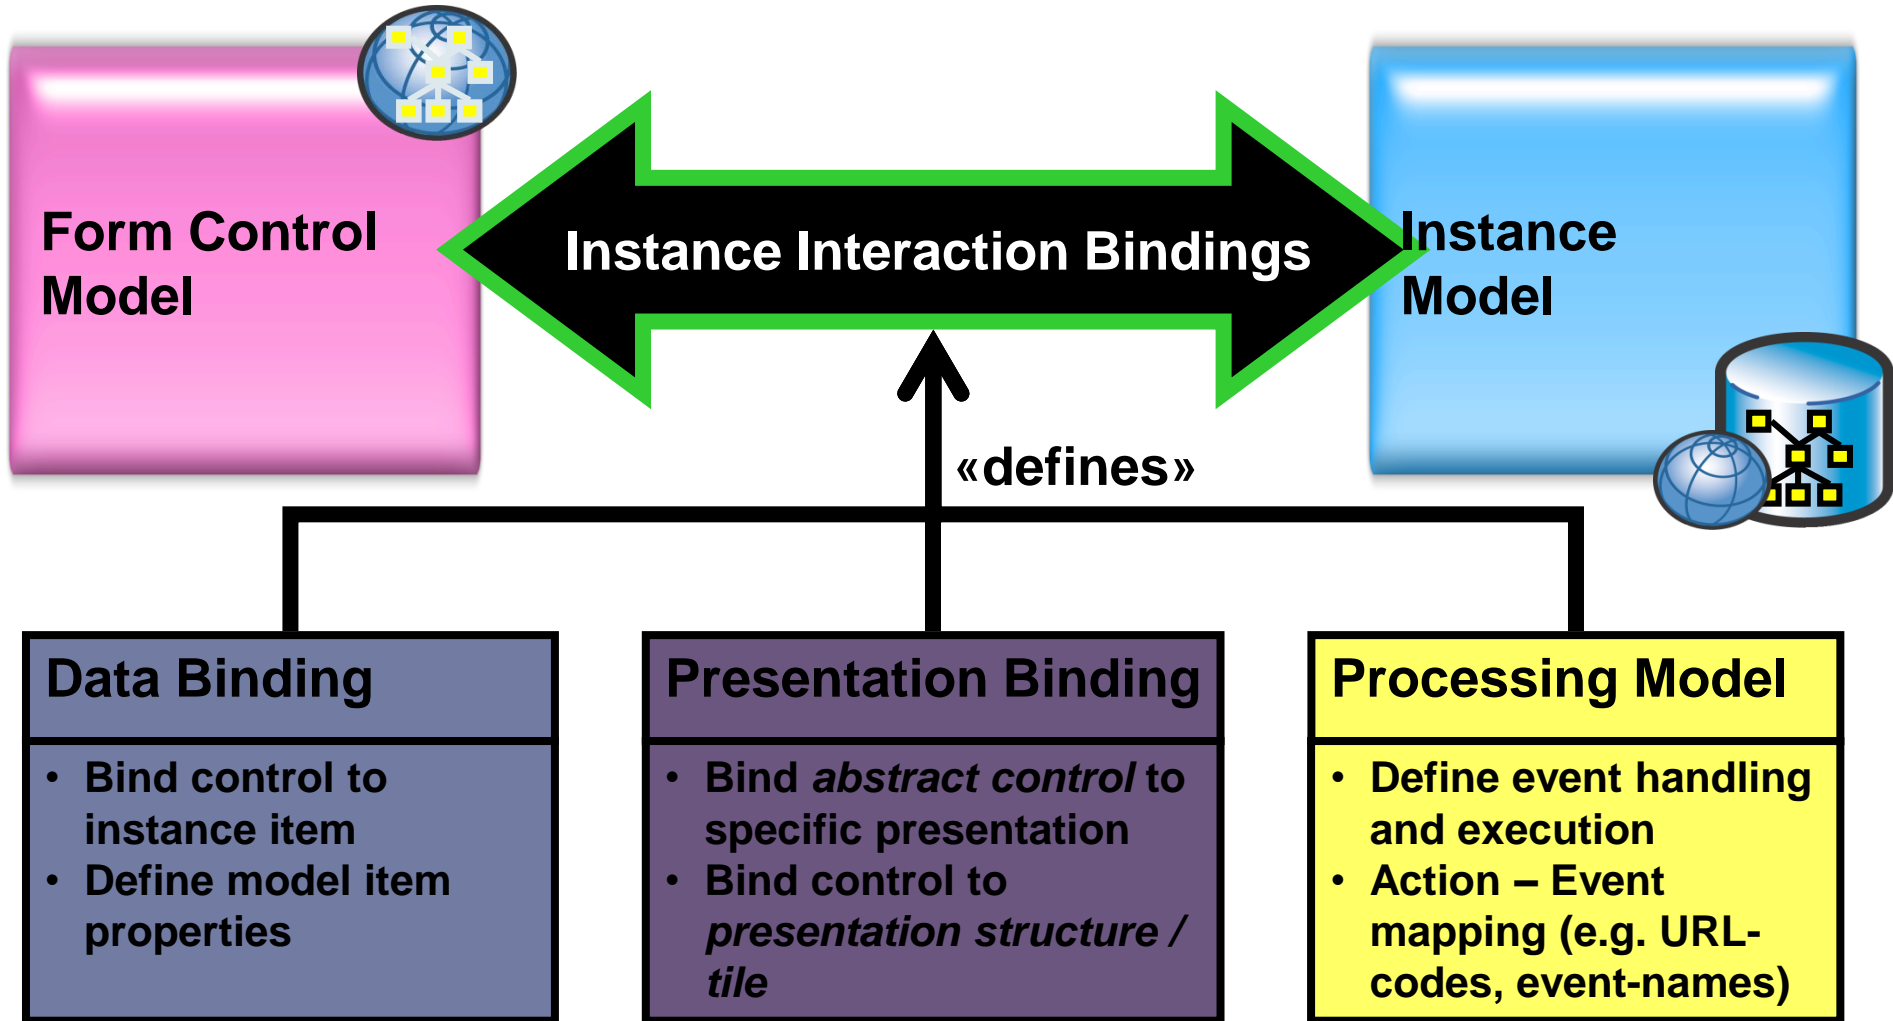 Form Control
Model
Instance Interaction Bindings
Instance
Model
«defines»
Data Binding
• Bind control to
instance item
• Define model item
properties
Presentation Binding
• Bind abstract control to
specific presentation
• Bind control to
presentation structure /
tile
Processing Model
• Define event handling
and execution
• Action – Event
mapping (e.g. URL-
codes, event-names)